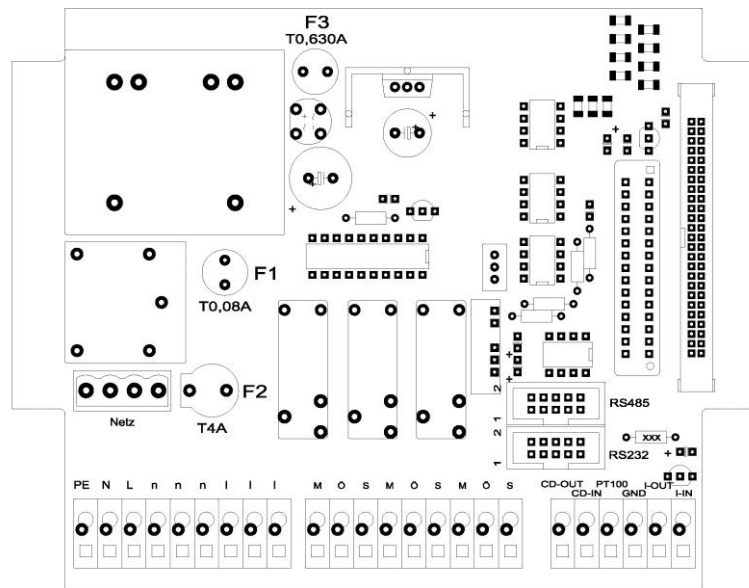 F3
T0,630A
F1
T0,08A
F2
T4A
Netz
2
1
RS485
2
1
RS232
xxx
PE N L n n n I I I
M Ö S M Ö S M Ö S
CD-OUT PT100 I-OUT
CD-IN GND I-IN